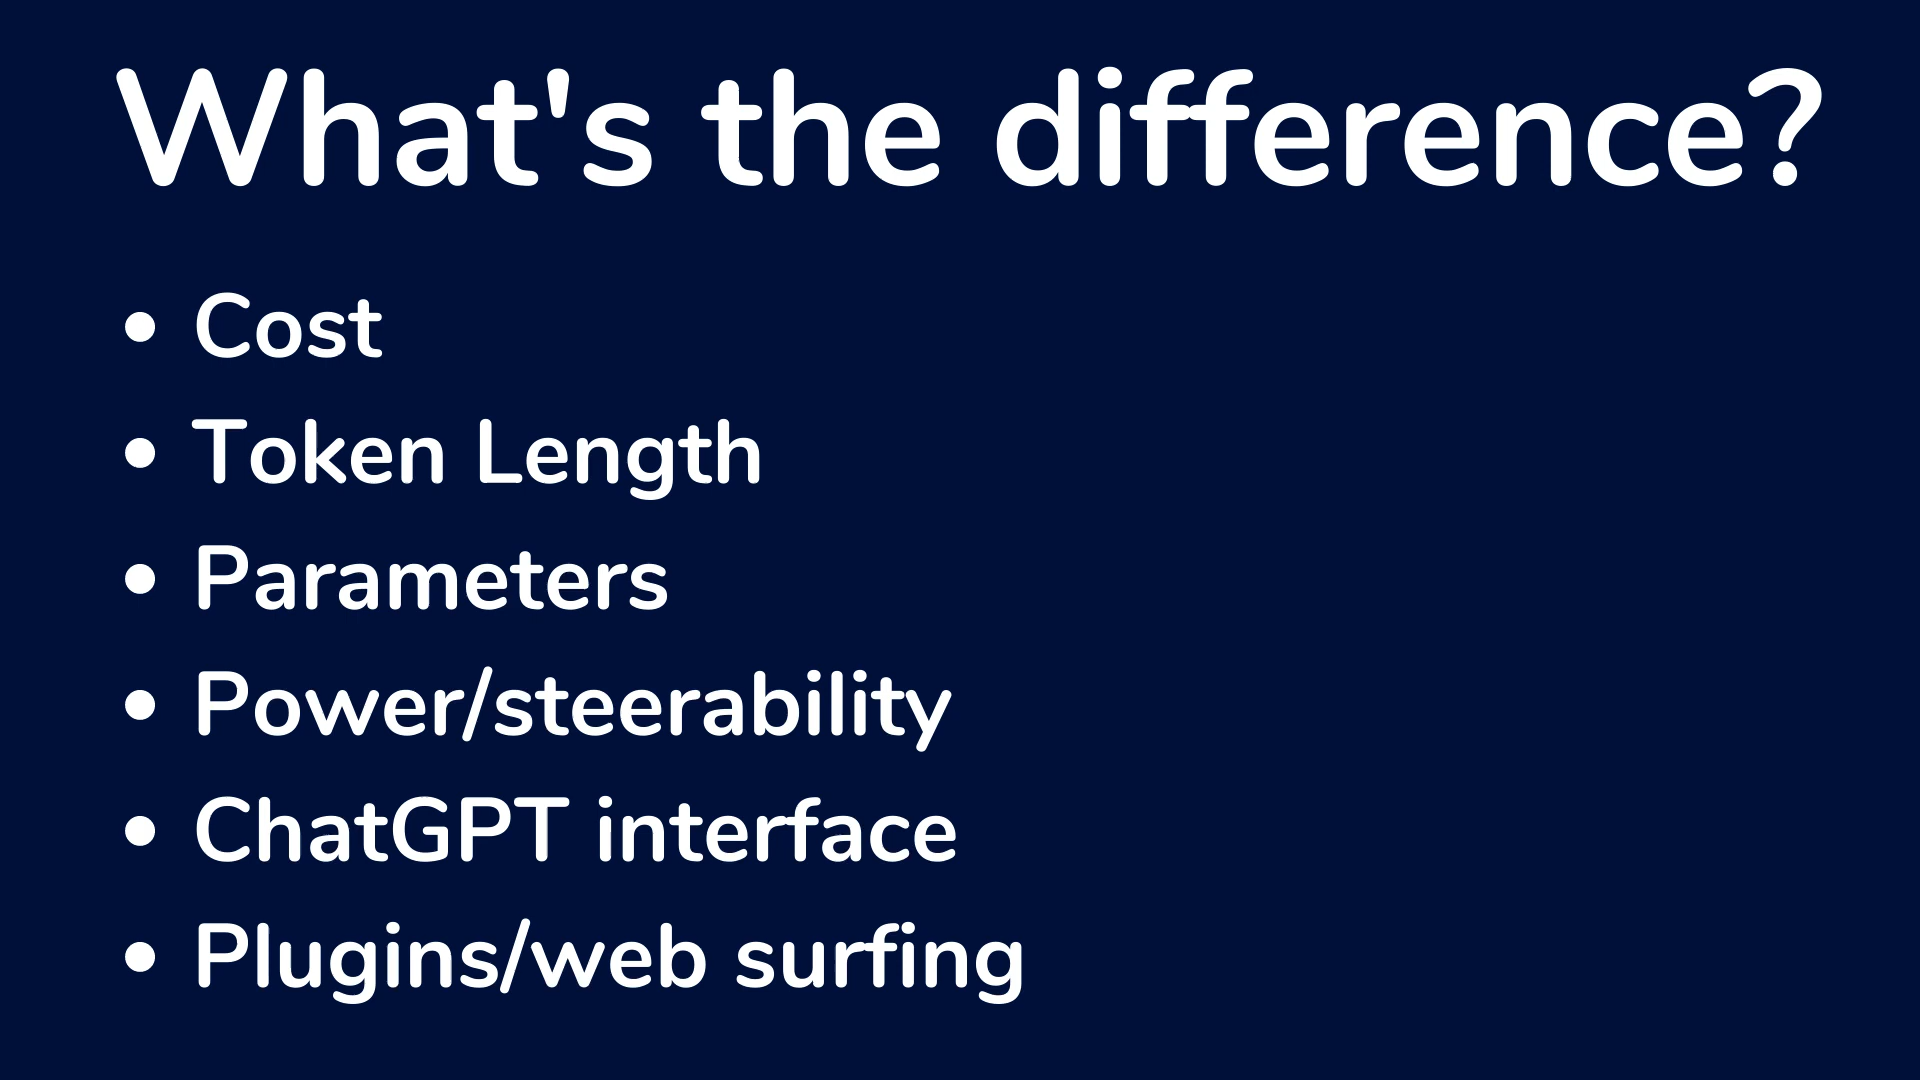 What's the difference?
• Cost
• Token Length
• Parameters
• Power/steerability
• ChatGPT interface
• Plugins/web surfing